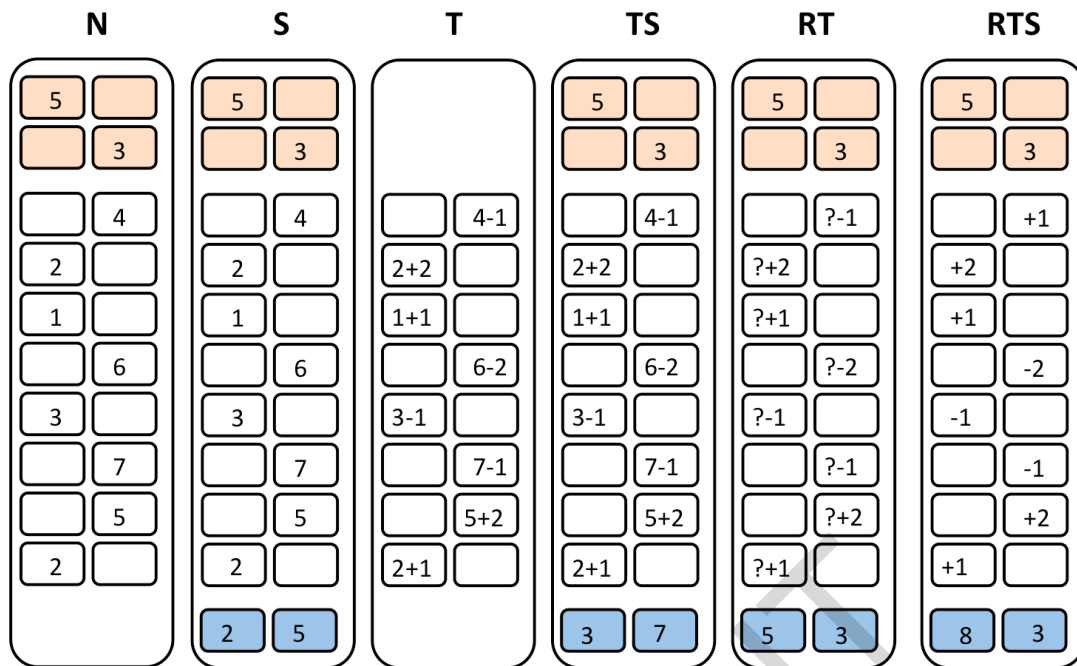 N S T TS RT RTS
5 5 5 5 5
3 3 3 3 3
4 4 4-1 4-1 ?-1 +1
2 2 2+2 2+2 ?+2 +2
1 1 1+1 1+1 ?+1 +1
6 6 6-2 6-2 ?-2 -2
3 3 3-1 3-1 ?-1 -1
7 7 7-1 7-1 ?-1 -1
5 5 5+2 5+2 ?+2 +2
2 2 2+1 2+1 ?+1 +1
2 5 3 7 5 3 8 3